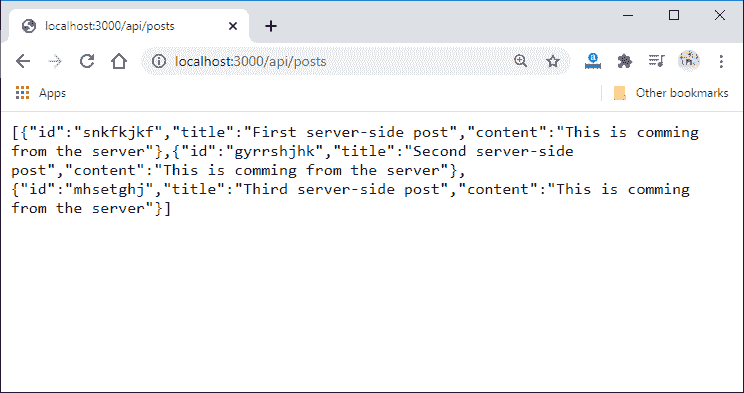 localhost:3000/api/posts
localhost:3000/api/posts
Apps
Other bookmarks
[{"id":"snkfkjkf","title":"First server-side post","content":"This is comming
from the server"},{"id":"gyrrshjhk","title":"Second server-side
post","content":"This is comming from the server"},
{"id":"mhsetghj","title":"Third server-side post","content":"This is comming
from the server"}]